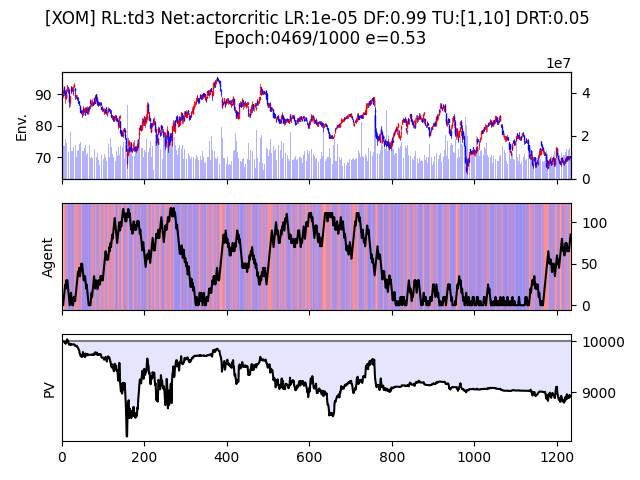 [XOM] RL:td3 Net:actorcritic LR:1e-05 DF:0.99 TU:[1,10] DRT:0.05
Epoch:0469/1000 e=0.53
1e7
90
80
70
Env.
4
2
0
Agent
100
50
0
PV
10000
9000
0 200 400 600 800 1000 1200